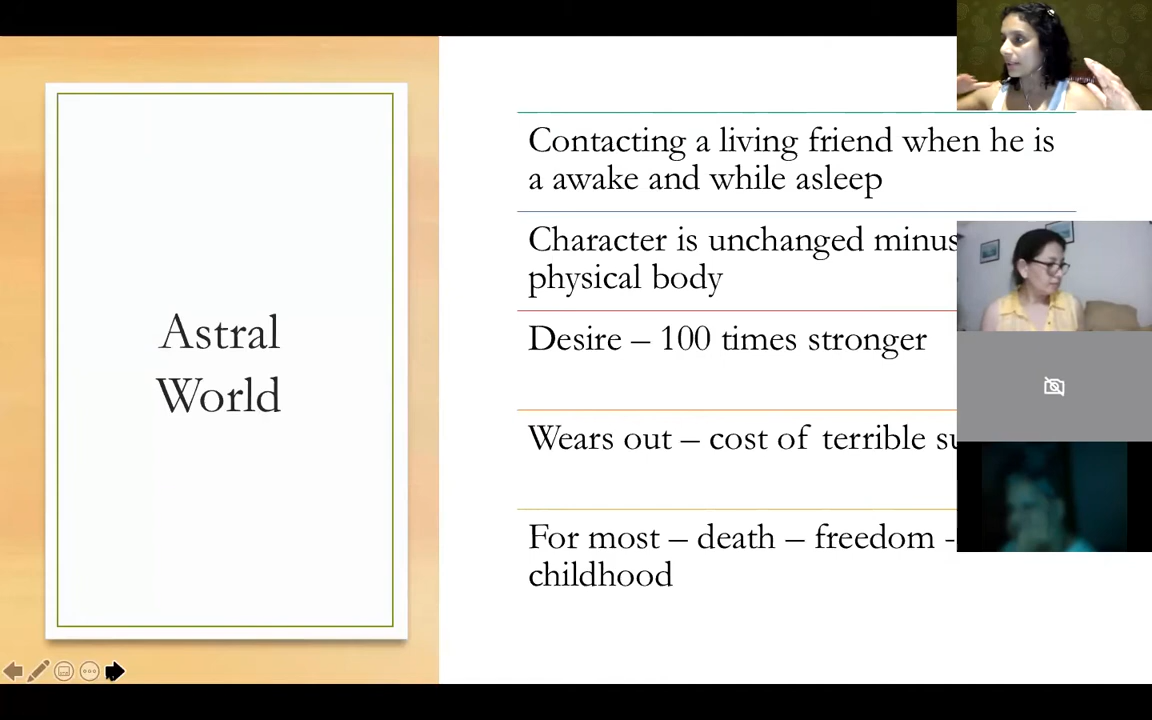 Astral
World
Contacting a living friend when he is
a awake and while asleep
Character is unchanged minus
physical body
Desire – 100 times stronger
Wears out – cost of terrible
For most – death – freedom -
childhood